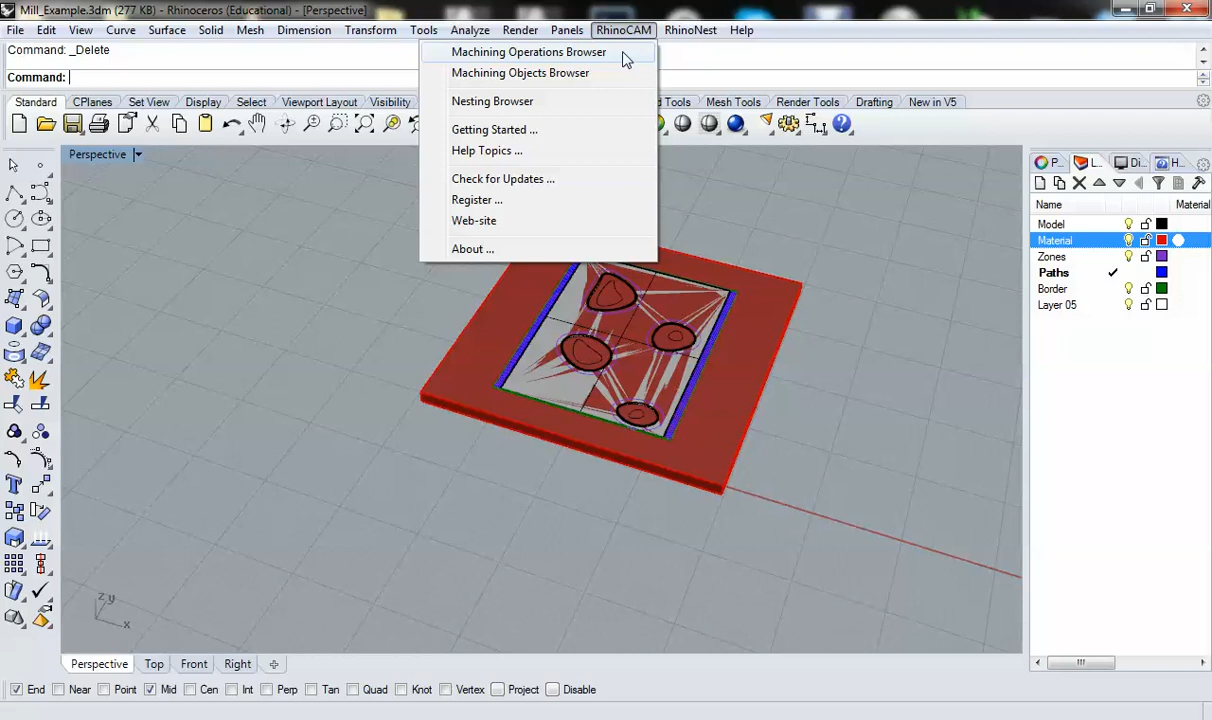 Mill_Example.3dm (277 KB) - Rhinoceros (Educational) - [Perspective]
File Edit View Curve Surface Solid Mesh Dimension Transform Tools Analyze Render Panels RhinoCAM RhinoNest Help
Command: _Delete
Command:
Standard CPlanes Set View Display Select Viewport Layout Visibility d Tools Mesh Tools Render Tools Drafting New in V5
Machining Operations Browser
Machining Objects Browser
Nesting Browser
Getting Started ...
Help Topics ...
Check for Updates ...
Register ...
Web-site
About ...
Perspective
P... L... Di... H...
Name Material
Model
Material
Zones
Paths
Border
Layer 05
z y
x
Perspective Top Front Right
End Near Point Mid Cen Int Perp Tan Quad Knot Vertex Project Disable